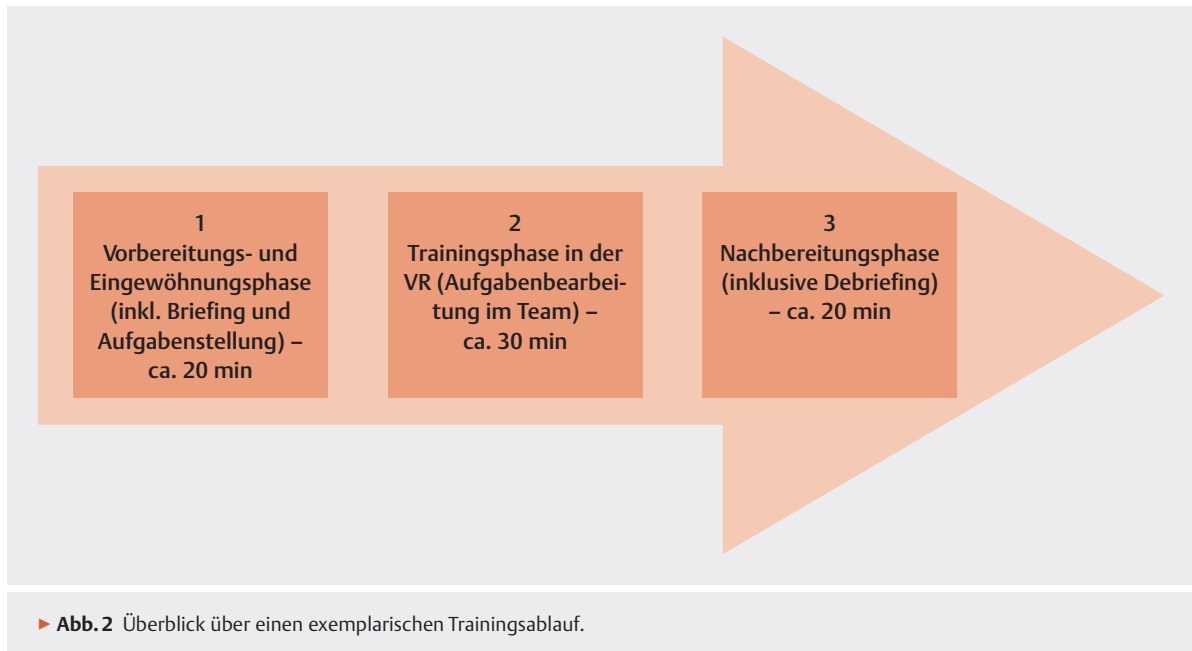 1
Vorbereitungs- und
Eingewöhnungsphase
(inkl. Briefing und
Aufgabenstellung) –
ca. 20 min
2
Trainingsphase in der
VR (Aufgabenbearbei-
tung im Team) –
ca. 30 min
3
Nachbereitungsphase
(inklusive Debriefing)
– ca. 20 min
► Abb. 2 Überblick über einen exemplarischen Trainingsablauf.